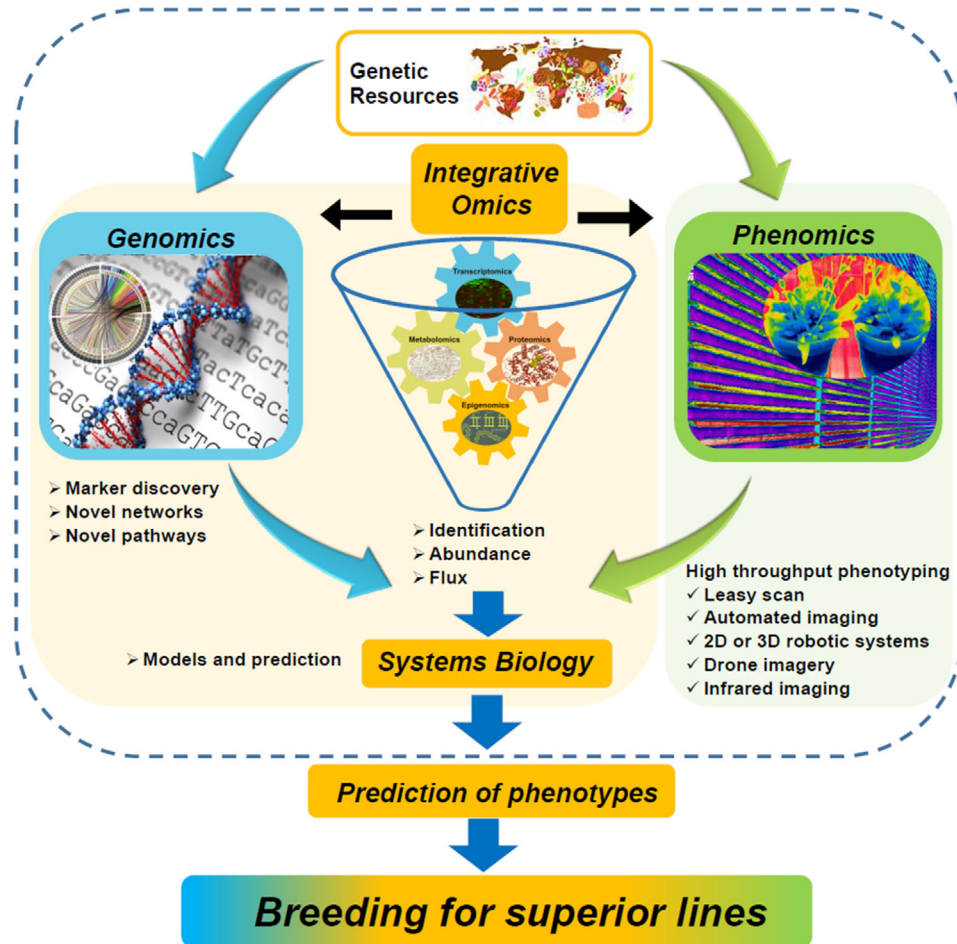 Genetic
Resources
Integrative
Omics
Genomics
Phenomics
Transcriptomics
Metabolomics
Proteomics
Epigenomics
➢ Marker discovery
➢ Novel networks
➢ Novel pathways
➢ Identification
➢ Abundance
➢ Flux
High throughput phenotyping
✓ Leasy scan
✓ Automated imaging
✓ 2D or 3D robotic systems
✓ Drone imagery
✓ Infrared imaging
➢ Models and prediction
Systems Biology
Prediction of phenotypes
Breeding for superior lines